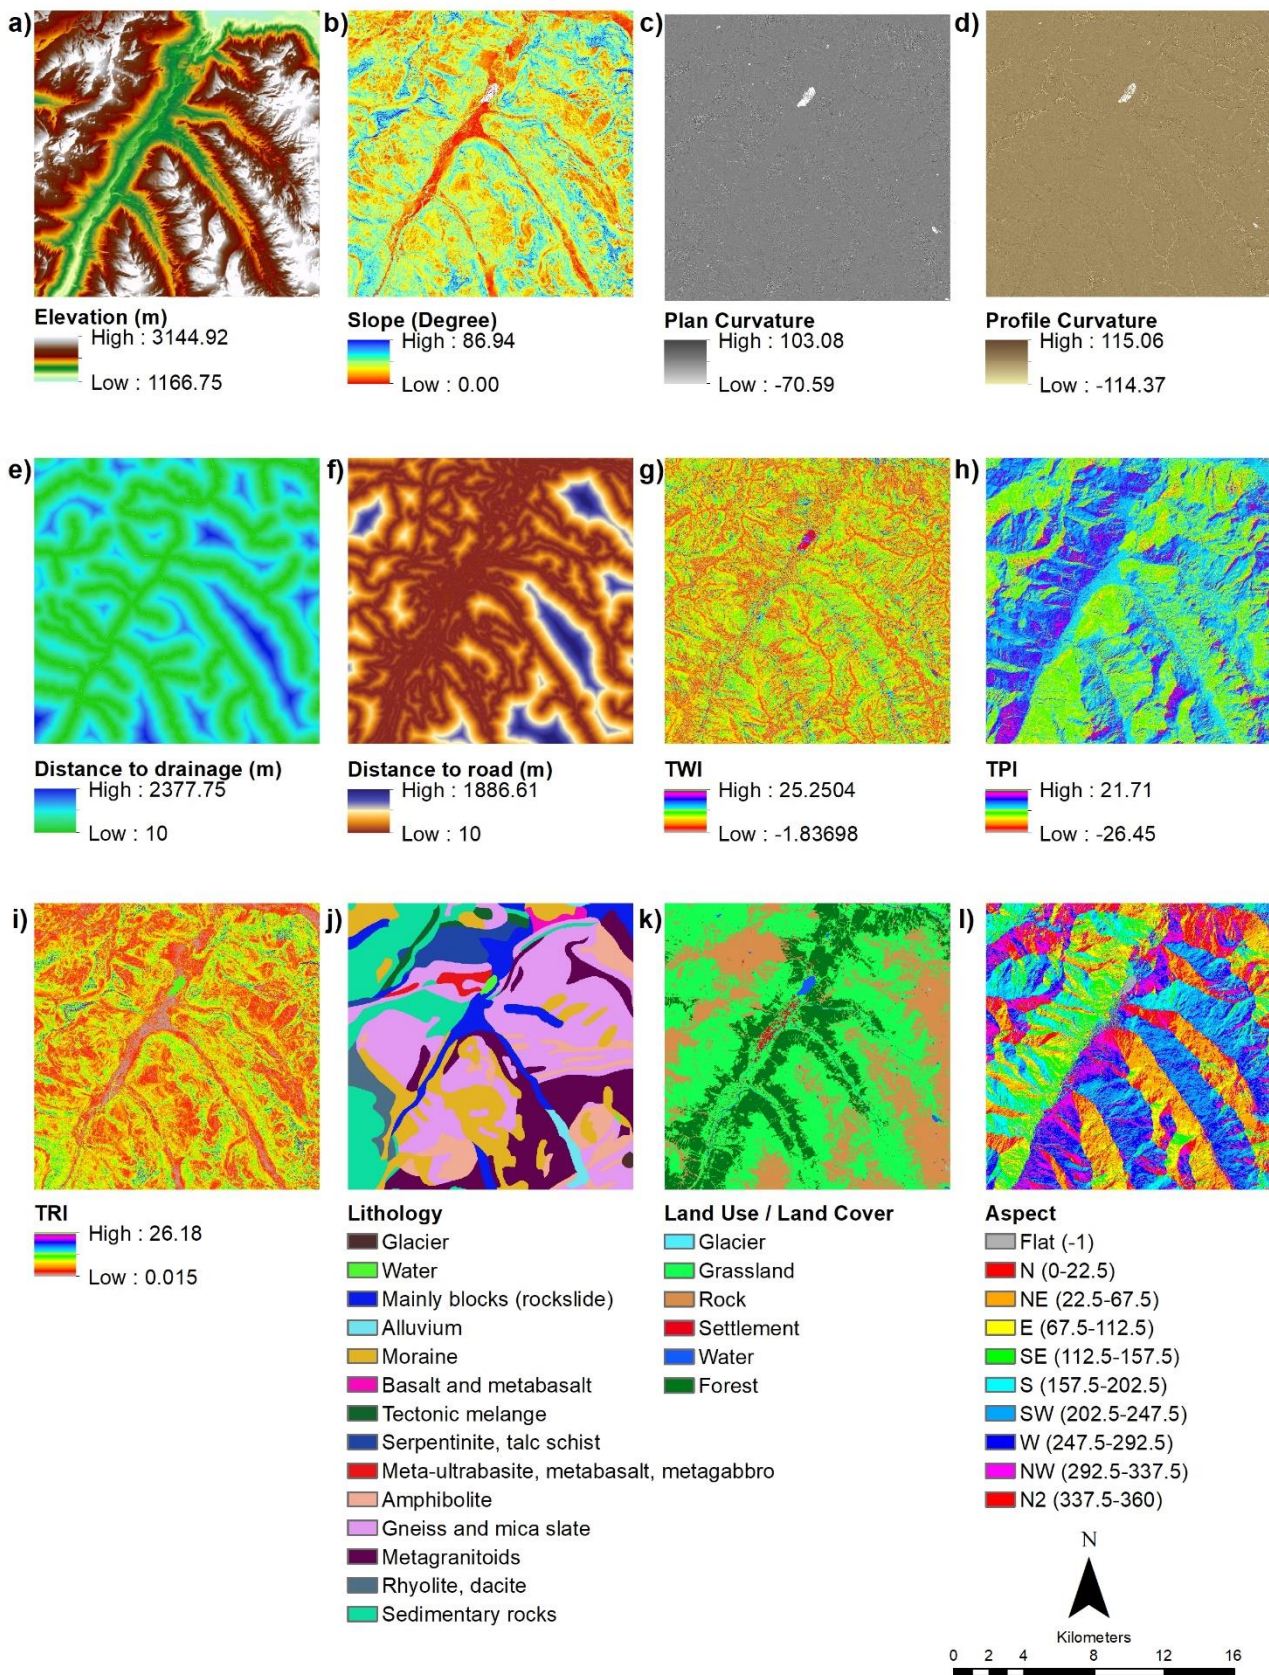 a) b) c) d)
Elevation (m) Slope (Degree) Plan Curvature Profile Curvature
High : 3144.92 High : 86.94 High : 103.08 High : 115.06
Low : 1166.75 Low : 0.00 Low : -70.59 Low : -114.37
e) f) g) h)
Distance to drainage (m) Distance to road (m) TWI TPI
High : 2377.75 High : 1886.61 High : 25.2504 High : 21.71
Low : 10 Low : 10 Low : -1.83698 Low : -26.45
i) j) k) l)
TRI Lithology Land Use / Land Cover Aspect
High : 26.18 Glacier Glacier Flat (-1)
Low : 0.015 Water Grassland N (0-22.5)
Mainly blocks (rockslide) Rock NE (22.5-67.5)
Alluvium Settlement E (67.5-112.5)
Moraine Water SE (112.5-157.5)
Basalt and metabasalt Forest S (157.5-202.5)
Tectonic melange SW (202.5-247.5)
Serpentinite, talc schist W (247.5-292.5)
Meta-ultrabasite, metabasalt, metagabbro NW (292.5-337.5)
Amphibolite N2 (337.5-360)
Gneiss and mica slate
Metagranitoids
Rhyolite, dacite
Sedimentary rocks
N
Kilometers
0 2 4 8 12 16